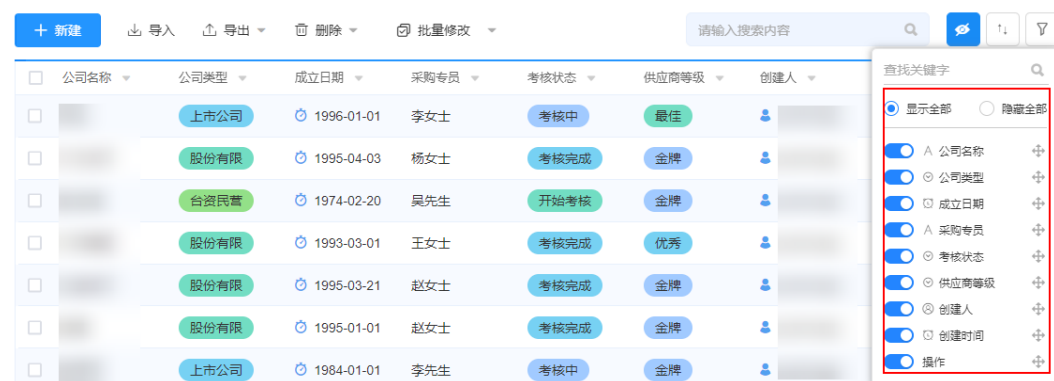 新建 导入 导出 删除 批量修改 请输入搜索内容
公司名称 公司类型 成立日期 采购专员 考核状态 供应商等级 创建人
上市公司 1996-01-01 李女士 考核中 最佳
股份有限 1995-04-03 杨女士 考核完成 金牌
台资民营 1974-02-20 吴先生 开始考核 金牌
股份有限 1993-03-01 王女士 考核完成 优秀
股份有限 1995-03-21 赵女士 考核完成 金牌
股份有限 1995-01-01 赵女士 考核完成 金牌
上市公司 1984-01-01 李先生 考核中 金牌
查找关键字
显示全部 隐藏全部
A 公司名称
公司类型
成立日期
A 采购专员
考核状态
供应商等级
创建人
创建时间
操作